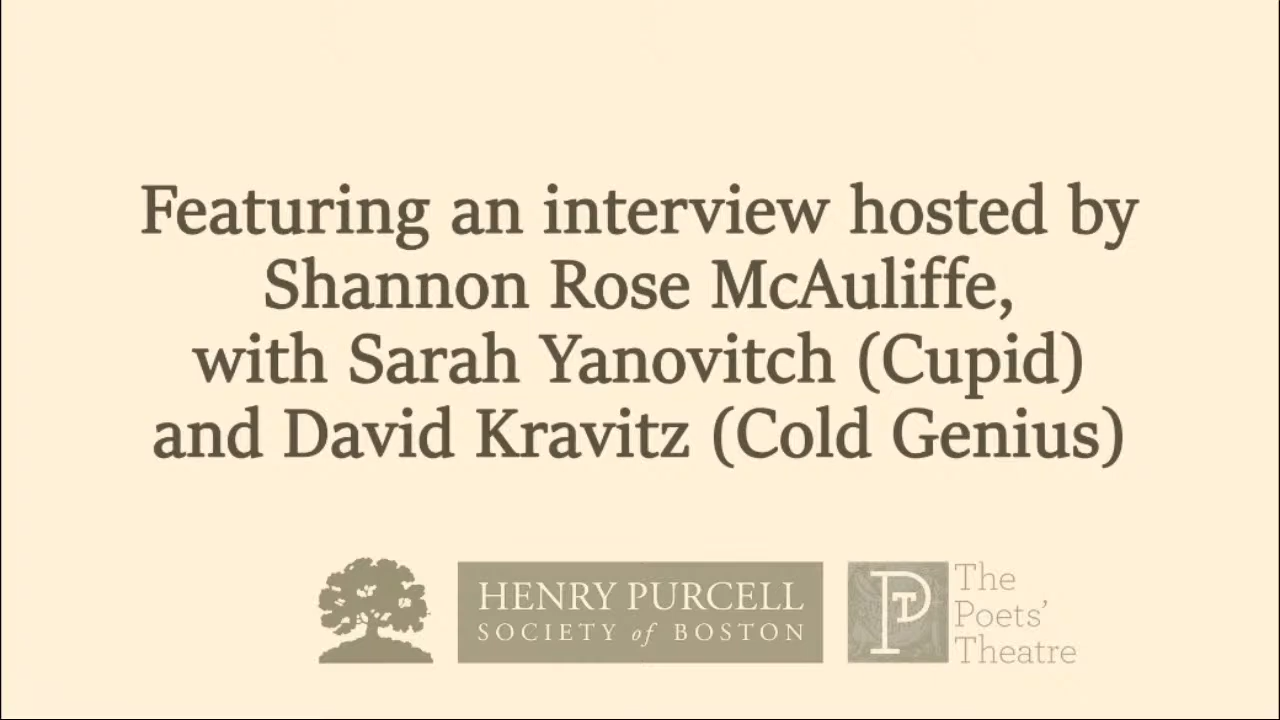 Featuring an interview hosted by
Shannon Rose McAuliffe,
with Sarah Yanovitch (Cupid)
and David Kravitz (Cold Genius)
HENRY PURCELL
SOCIETY of BOSTON
PT
The
Poets’
Theatre